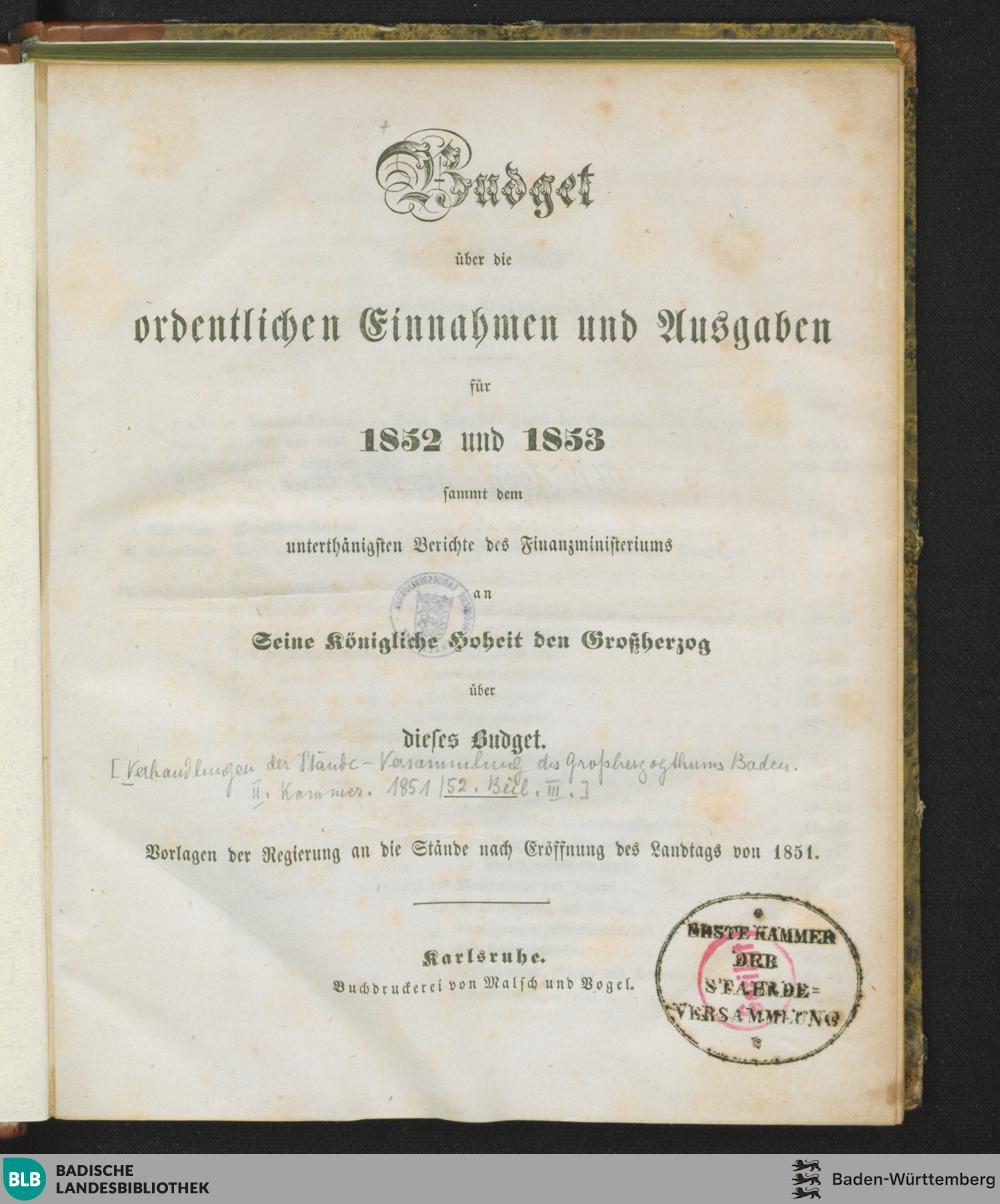 Budget
über die
ordentlichen Einnahmen und Ausgaben
für
1852 und 1853
sammt dem
unterthänigsten Berichte des Finanzministeriums
an
Seine Königliche Hoheit den Großherzog
über
dieses Budget.
[Verhandlungen der Stände-Versammlung des Großherzogthums Baden.
II. Kammer. 1851/52. Beil. III.]
Vorlagen der Regierung an die Stände nach Eröffnung des Landtags von 1851.
Karlsruhe.
Buchdruckerei von Malsch und Vogel.
ERSTE KAMMER
DER
STAENDE=
VERSAMMLUNG
BLB BADISCHE
LANDESBIBLIOTHEK
Baden-Württemberg